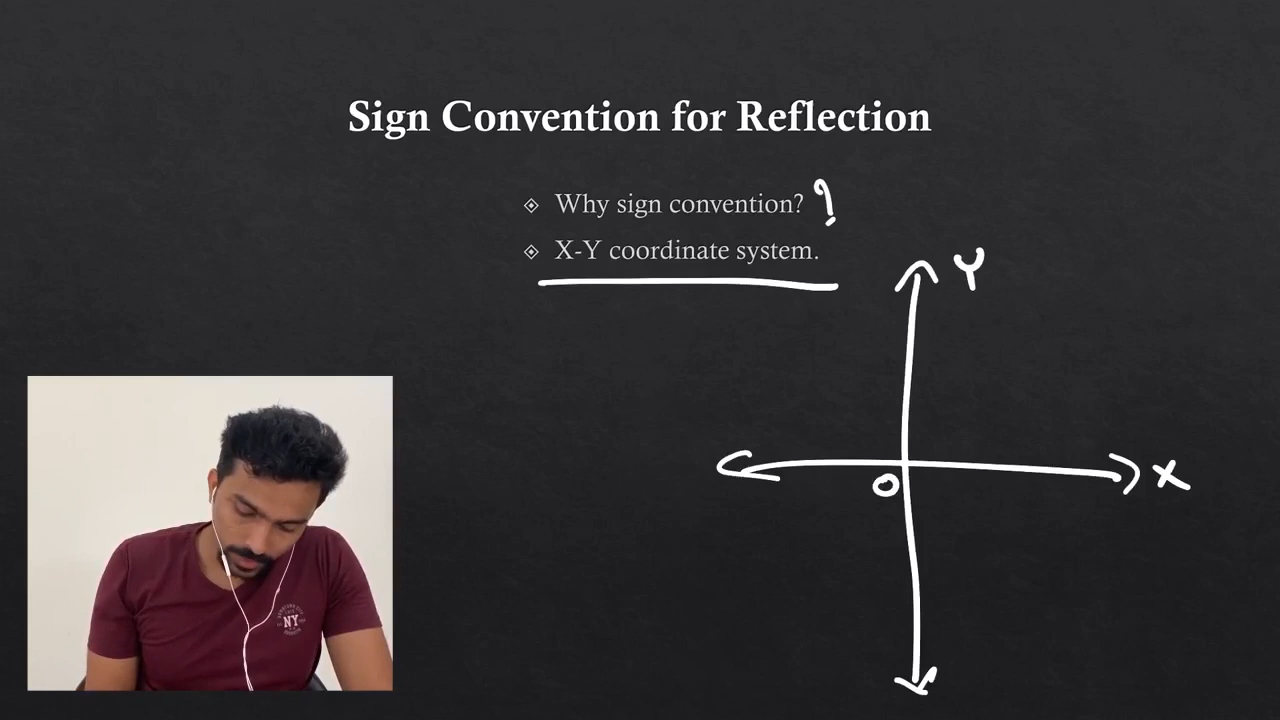 Sign Convention for Reflection
Why sign convention? ?
X-Y coordinate system.
Y
O
X
NY